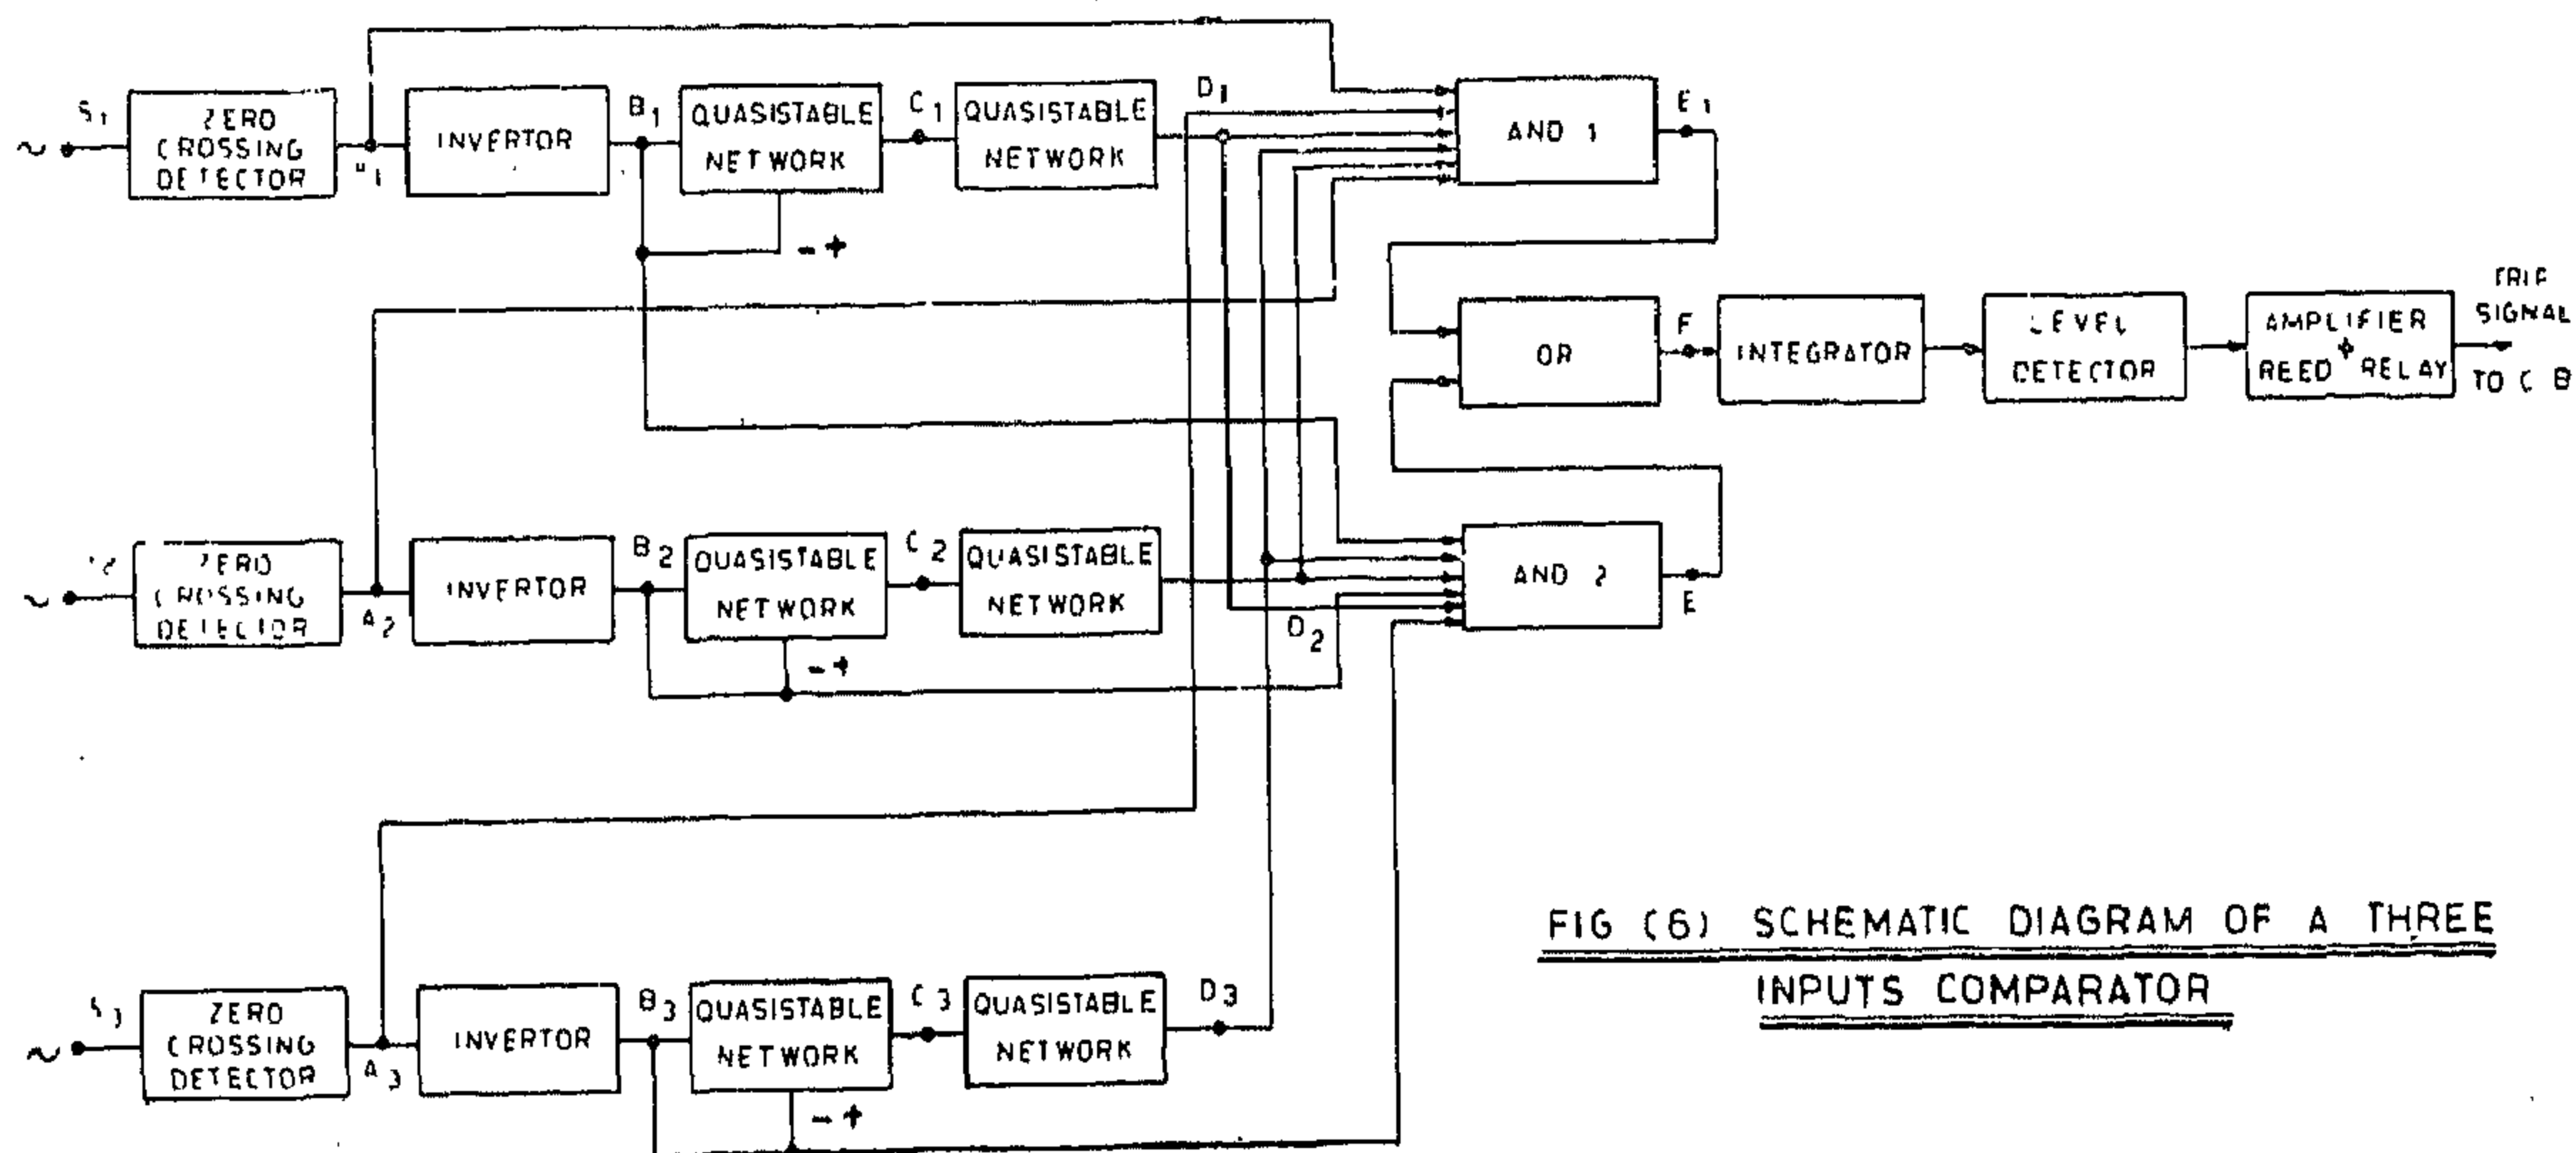 ZERO
CROSSING
DETECTOR
INVERTOR
B1
QUASISTABLE
NETWORK
- +
C1
QUASISTABLE
NETWORK
D1
AND 1
E1
OR
F
INTEGRATOR
LEVEL
DETECTOR
AMPLIFIER
+
REED RELAY
SIGNAL
TO C B
ZERO
CROSSING
DETECTOR
A2
INVERTOR
B2
QUASISTABLE
NETWORK
- +
C2
QUASISTABLE
NETWORK
D2
AND 2
E
ZERO
CROSSING
DETECTOR
A3
INVERTOR
B3
QUASISTABLE
NETWORK
- +
C3
QUASISTABLE
NETWORK
D3
FIG (6) SCHEMATIC DIAGRAM OF A THREE
INPUTS COMPARATOR